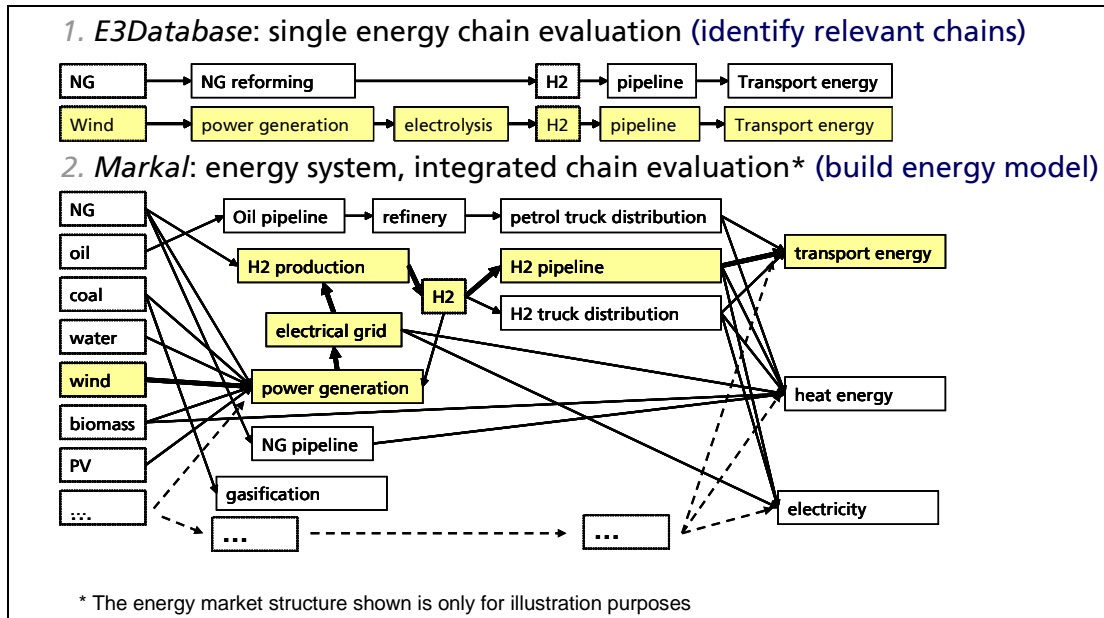 1. E3Database: single energy chain evaluation (identify relevant chains)
NG NG reforming H2 pipeline Transport energy
Wind power generation electrolysis H2 pipeline Transport energy
2. Markal: energy system, integrated chain evaluation* (build energy model)
NG
Oil pipeline refinery petrol truck distribution
oil
transport energy
H2 production
H2 pipeline
coal
H2
H2 truck distribution
water
electrical grid
wind
power generation
heat energy
biomass
NG pipeline
PV
gasification
electricity
...
...
...
* The energy market structure shown is only for illustration purposes